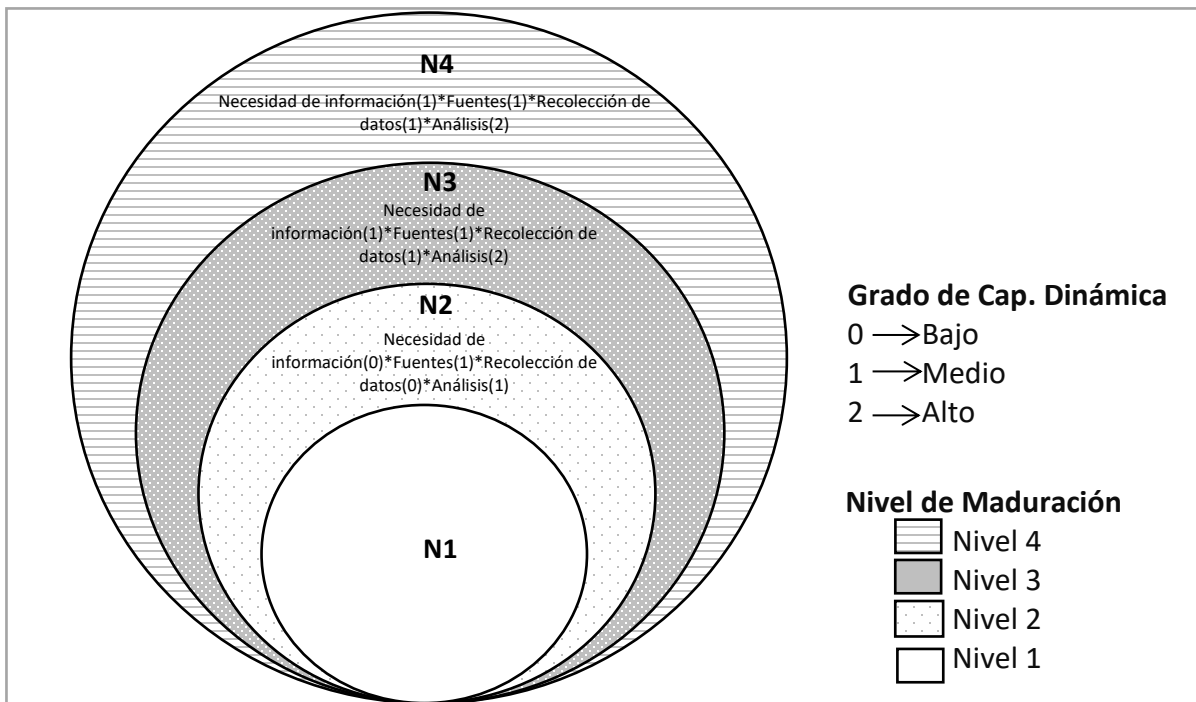 N4
Necesidad de información(1)*Fuentes(1)*Recolección de
datos(1)*Análisis(2)
N3
Necesidad de
información(1)*Fuentes(1)*Recolección de
datos(1)*Análisis(2)
N2
Necesidad de
información(0)*Fuentes(1)*Recolección de
datos(0)*Análisis(1)
N1
Grado de Cap. Dinámica
0 → Bajo
1 → Medio
2 → Alto
Nivel de Maduración
Nivel 4
Nivel 3
Nivel 2
Nivel 1